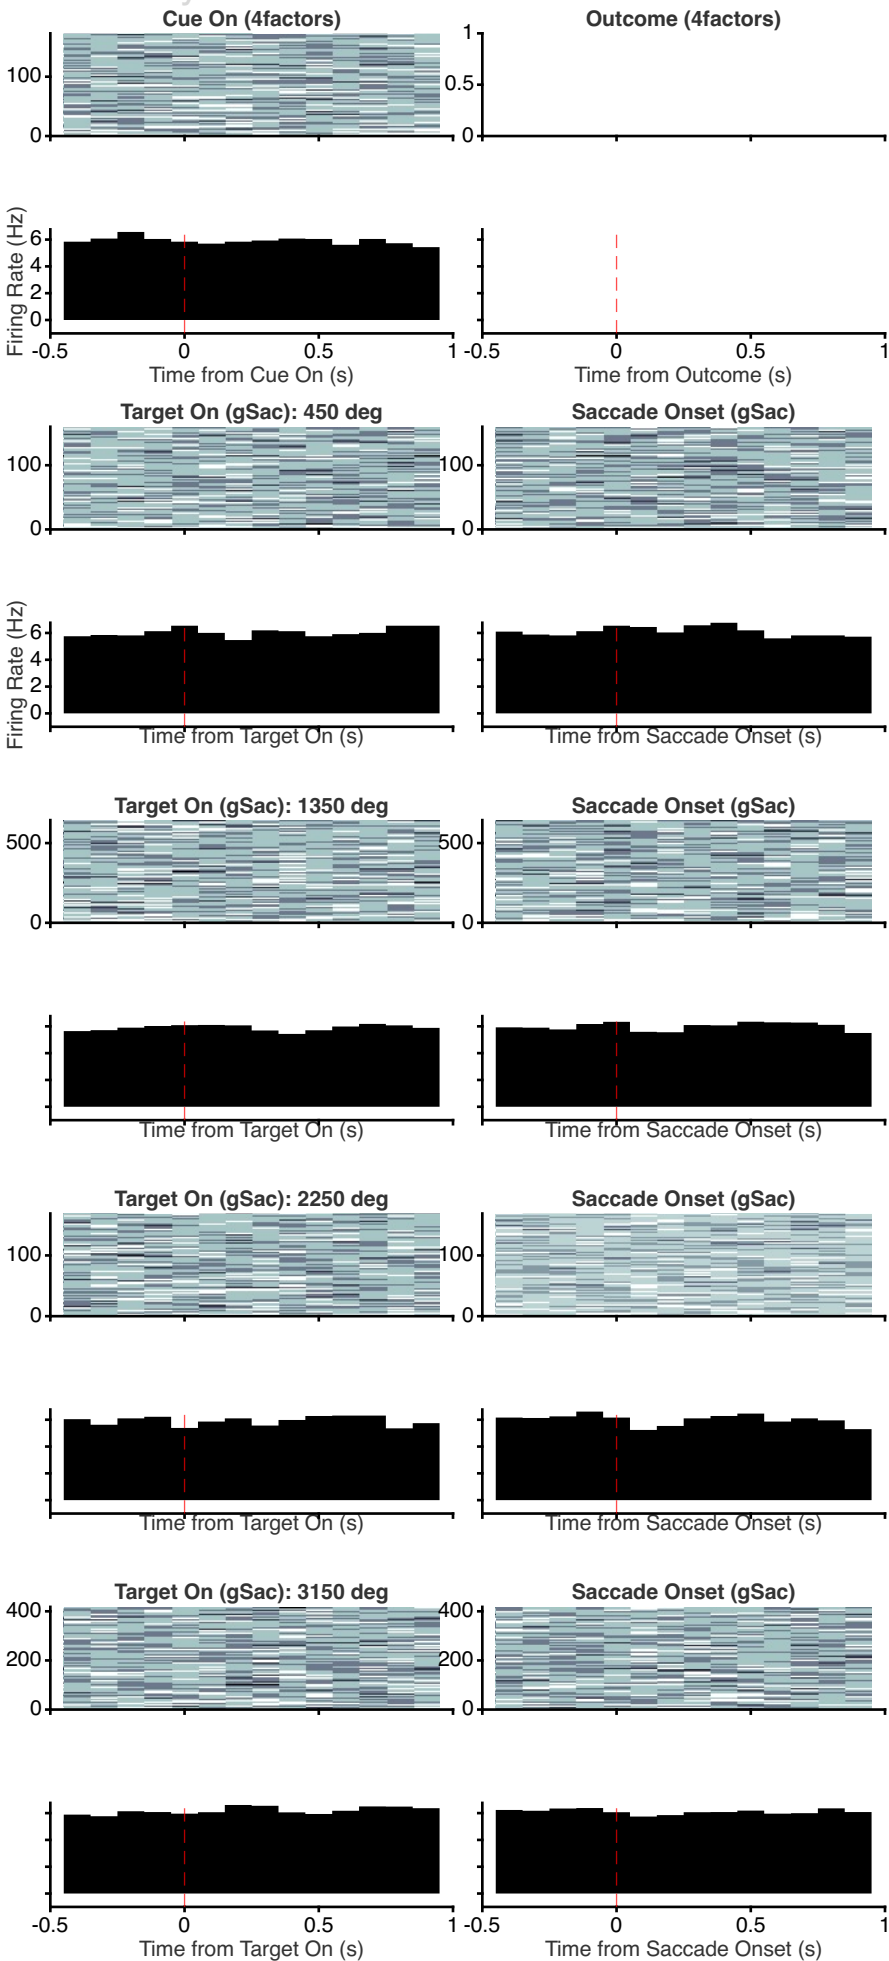 Cue On (4factors) Outcome (4factors)
100
0
1
0.5
0
Firing Rate (Hz)
6
4
2
0
-0.5 0 0.5 1 -0.5 0 0.5 1
Time from Cue On (s) Time from Outcome (s)
Target On (gSac): 450 deg Saccade Onset (gSac)
100 100
0 0
Firing Rate (Hz)
6
4
2
0
Time from Target On (s) Time from Saccade Onset (s)
Target On (gSac): 1350 deg Saccade Onset (gSac)
500 500
0 0
Time from Target On (s) Time from Saccade Onset (s)
Target On (gSac): 2250 deg Saccade Onset (gSac)
100 100
0 0
Time from Target On (s) Time from Saccade Onset (s)
Target On (gSac): 3150 deg Saccade Onset (gSac)
400 400
200 200
0 0
-0.5 0 0.5 1 -0.5 0 0.5 1
Time from Target On (s) Time from Saccade Onset (s)